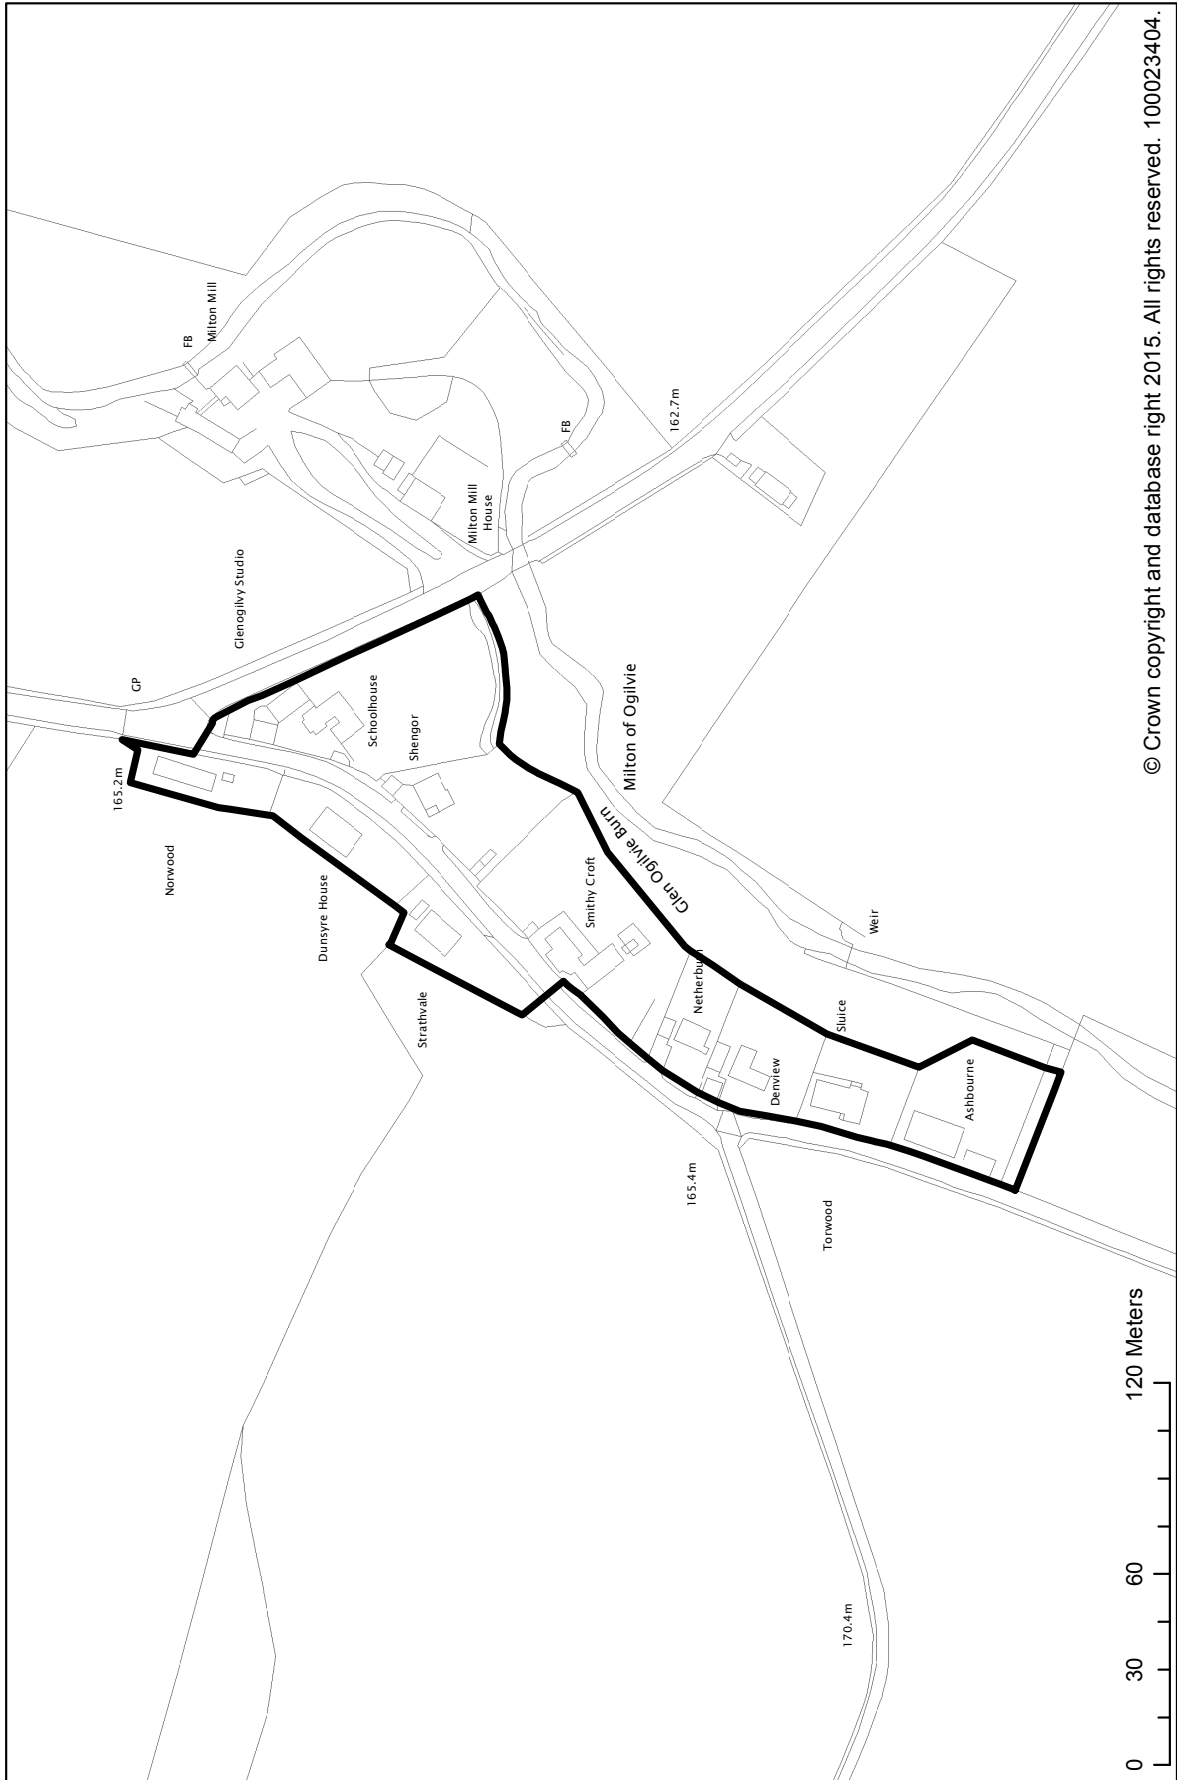 165.2m
GP
Norwood
Glenogilvy Studio
FB
Milton Mill
Dunsyre House
Schoolhouse
Shengor
Strathvale
Milton Mill
House
FB
162.7m
Smithy Croft
Glen Ogilvie Burn
Milton of Ogilvie
Netherburn
165.4m
Denview
Sluice
Weir
Torwood
Ashbourne
170.4m
0 30 60 120 Meters
© Crown copyright and database right 2015. All rights reserved. 100023404.